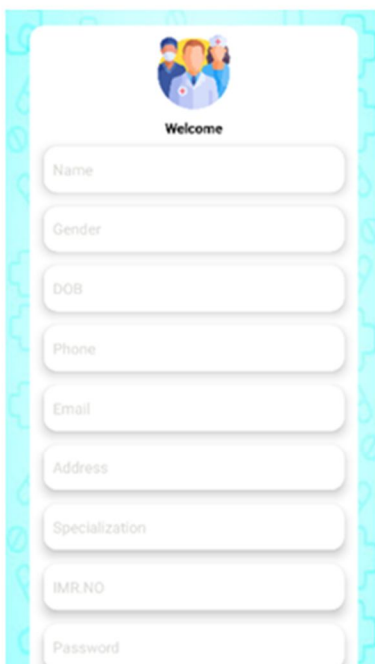 Welcome
Name
Gender
DOB
Phone
Email
Address
Specialization
IMR.NO
Password